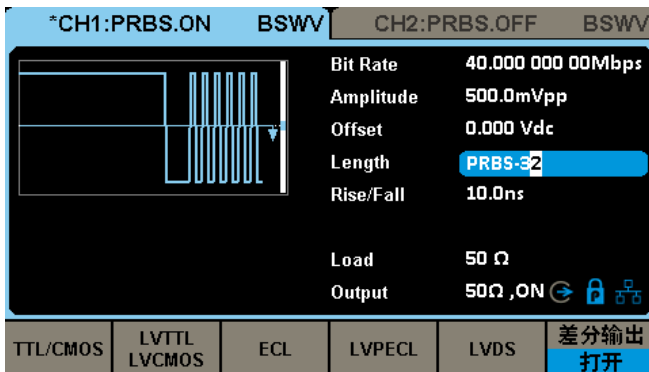 *CH1:PRBS.ON BSWV CH2:PRBS.OFF BSWV
Bit Rate 40.000 000 00Mbps
Amplitude 500.0mVpp
Offset 0.000 Vdc
Length PRBS-32
Rise/Fall 10.0ns
Load 50 Ω
Output 50Ω ,ON
TTL/CMOS LVTTL LVCMOS ECL LVPECL LVDS 差分输出 打开